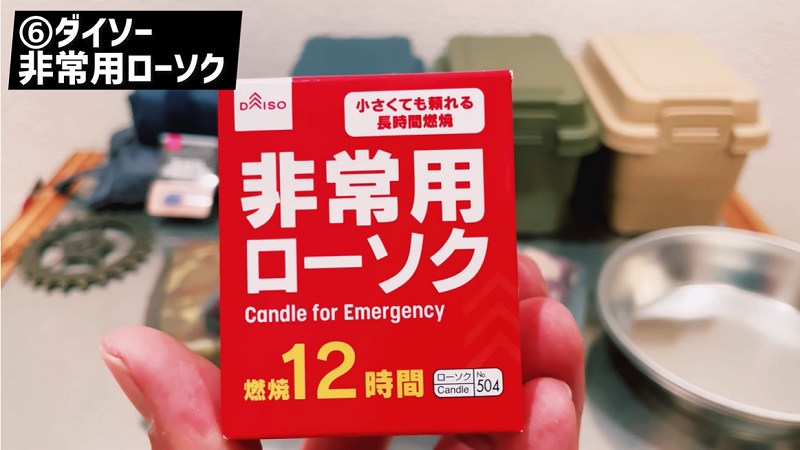 ⑥ダイソー
非常用ローソク
DAISO
小さくても頼れる
長時間燃焼
非常用
ローソク
Candle for Emergency
燃焼12時間
ローソク
Candle
No.
504